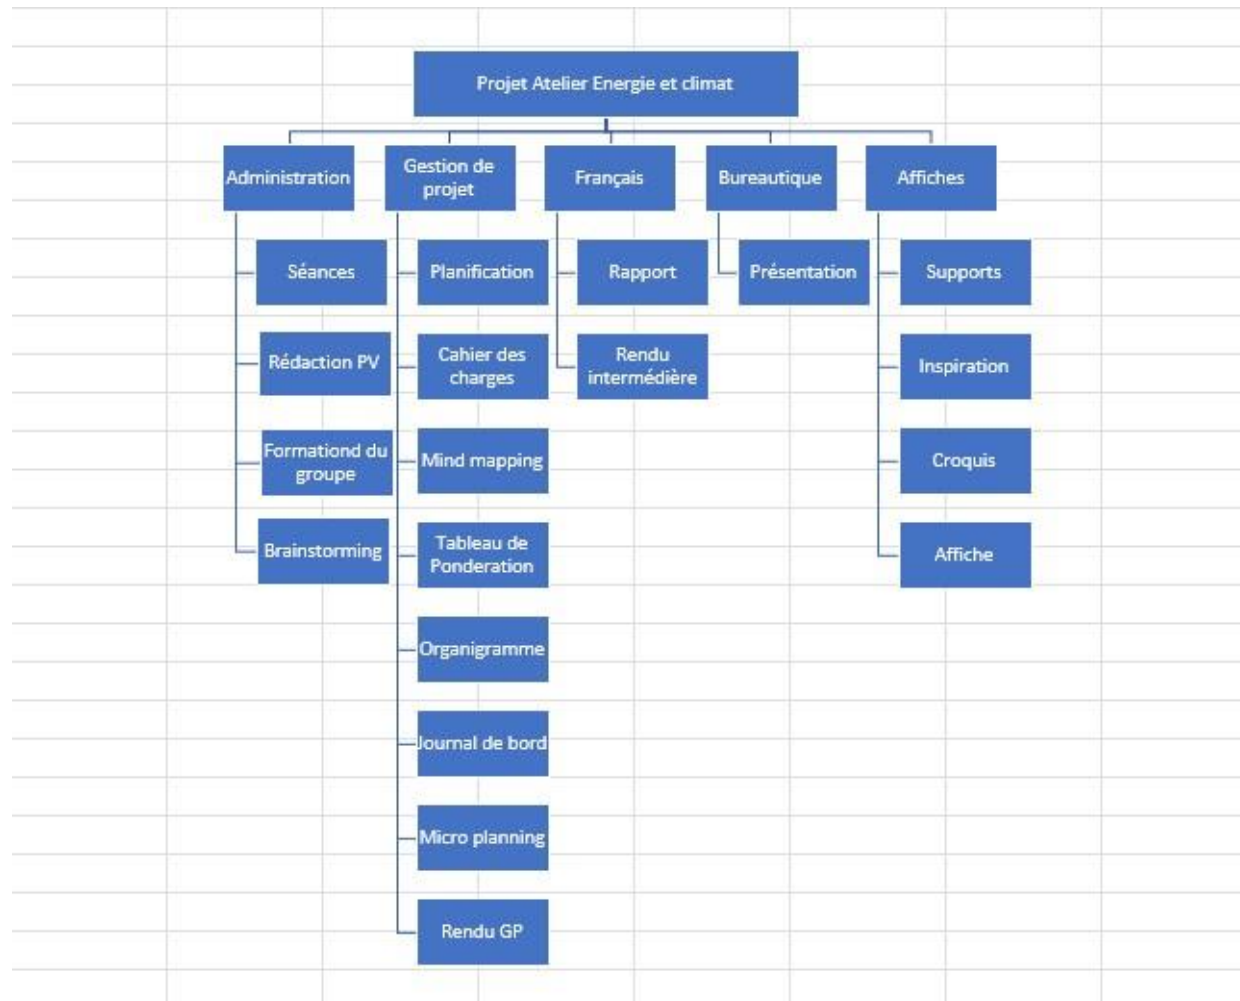 Projet Atelier Energie et climat
Administration
Gestion de
projet
Français
Bureautique
Affiches
Séances
Rédaction PV
Formationd du
groupe
Brainstorming
Planification
Cahier des
charges
Mind mapping
Tableau de
Ponderation
Organigramme
Journal de bord
Micro planning
Rendu GP
Rapport
Rendu
intermédière
Présentation
Supports
Inspiration
Croquis
Affiche